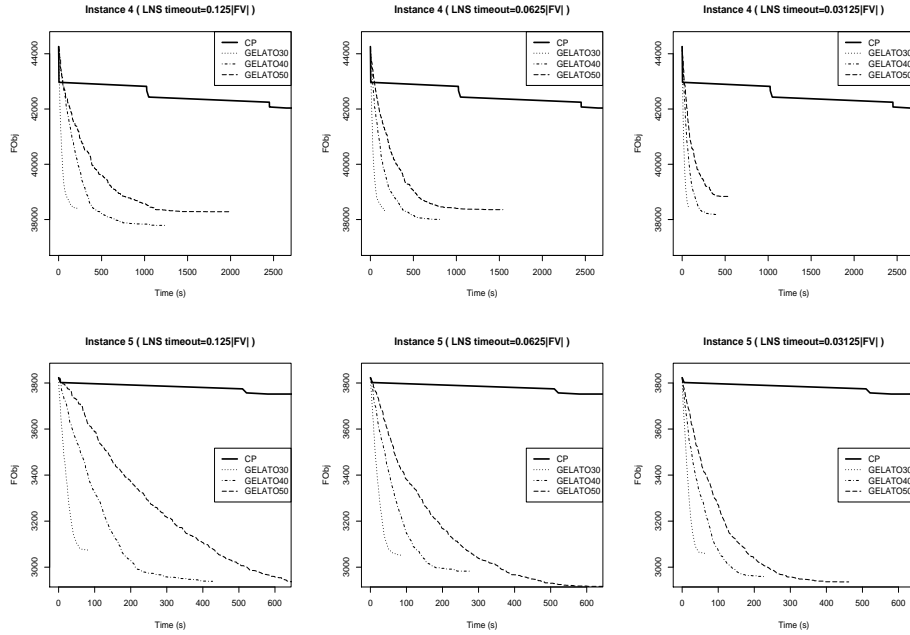 Instance 4 ( LNS timeout=0.125|FV| )
FObj
44000
42000
40000
38000
CP
GELATO30
GELATO40
GELATO50
0 500 1000 1500 2000 2500
Time (s)
Instance 4 ( LNS timeout=0.0625|FV| )
FObj
44000
42000
40000
38000
CP
GELATO30
GELATO40
GELATO50
0 500 1000 1500 2000 2500
Time (s)
Instance 4 ( LNS timeout=0.03125|FV| )
FObj
44000
42000
40000
38000
CP
GELATO30
GELATO40
GELATO50
0 500 1000 1500 2000 2500
Time (s)
Instance 5 ( LNS timeout=0.125|FV| )
FObj
3800
3600
3400
3200
3000
CP
GELATO30
GELATO40
GELATO50
0 100 200 300 400 500 600
Time (s)
Instance 5 ( LNS timeout=0.0625|FV| )
FObj
3800
3600
3400
3200
3000
CP
GELATO30
GELATO40
GELATO50
0 100 200 300 400 500 600
Time (s)
Instance 5 ( LNS timeout=0.03125|FV| )
FObj
3800
3600
3400
3200
3000
CP
GELATO30
GELATO40
GELATO50
0 100 200 300 400 500 600
Time (s)